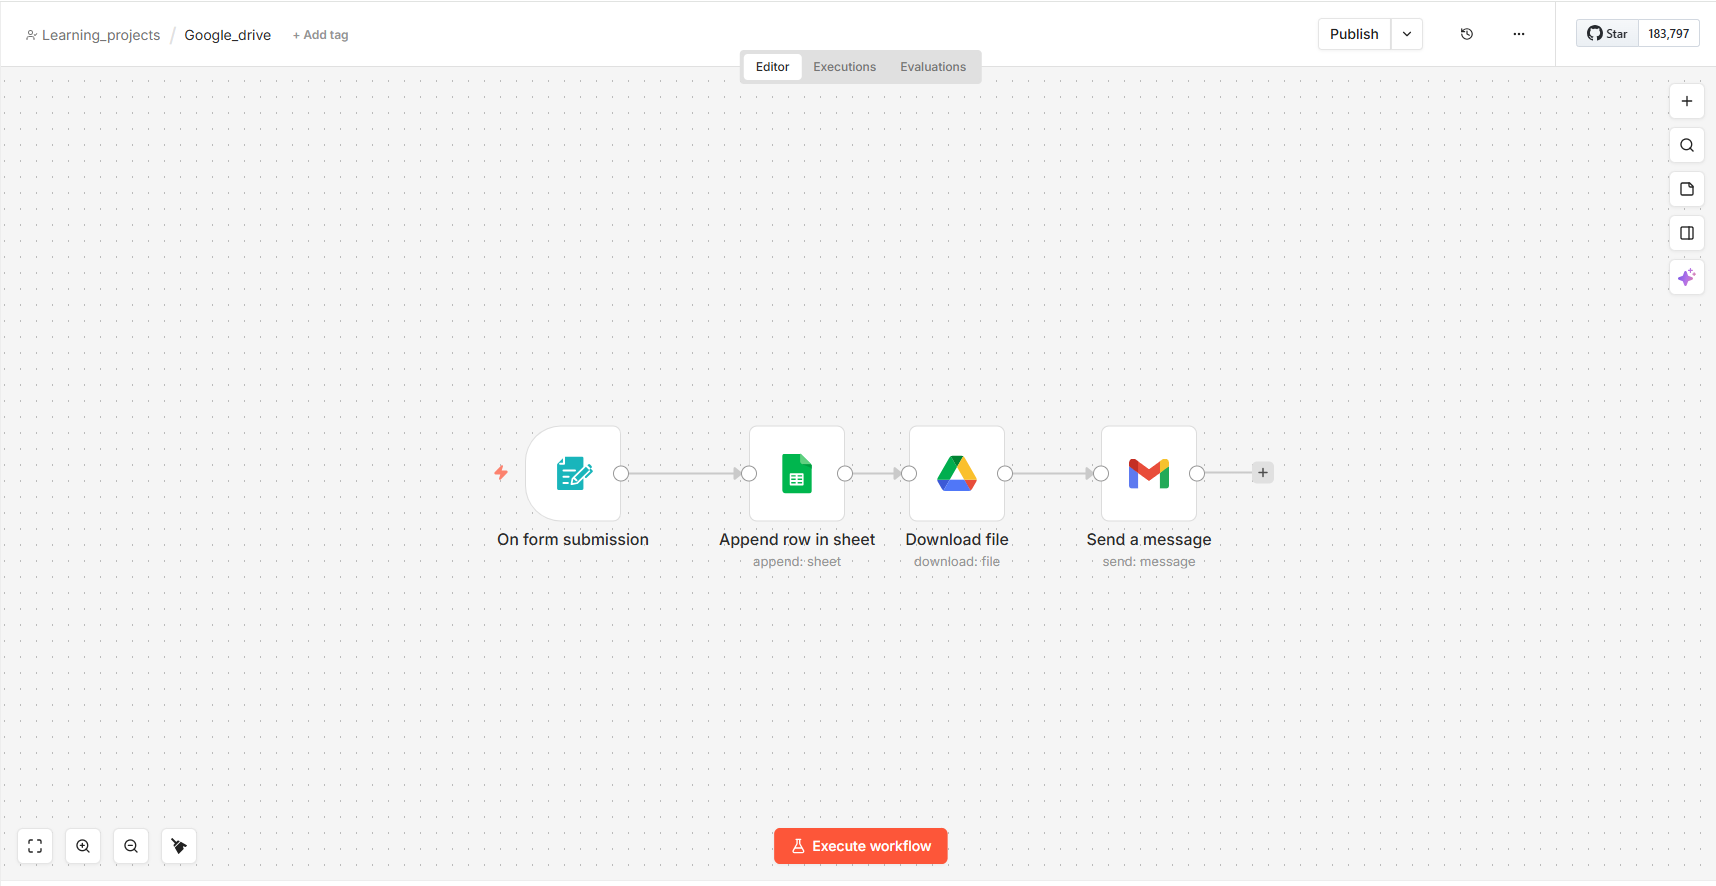 Learning_projects / Google_drive + Add tag
Publish
Star 183,797
Editor Executions Evaluations
On form submission
Append row in sheet
append: sheet
Download file
download: file
Send a message
send: message
Execute workflow